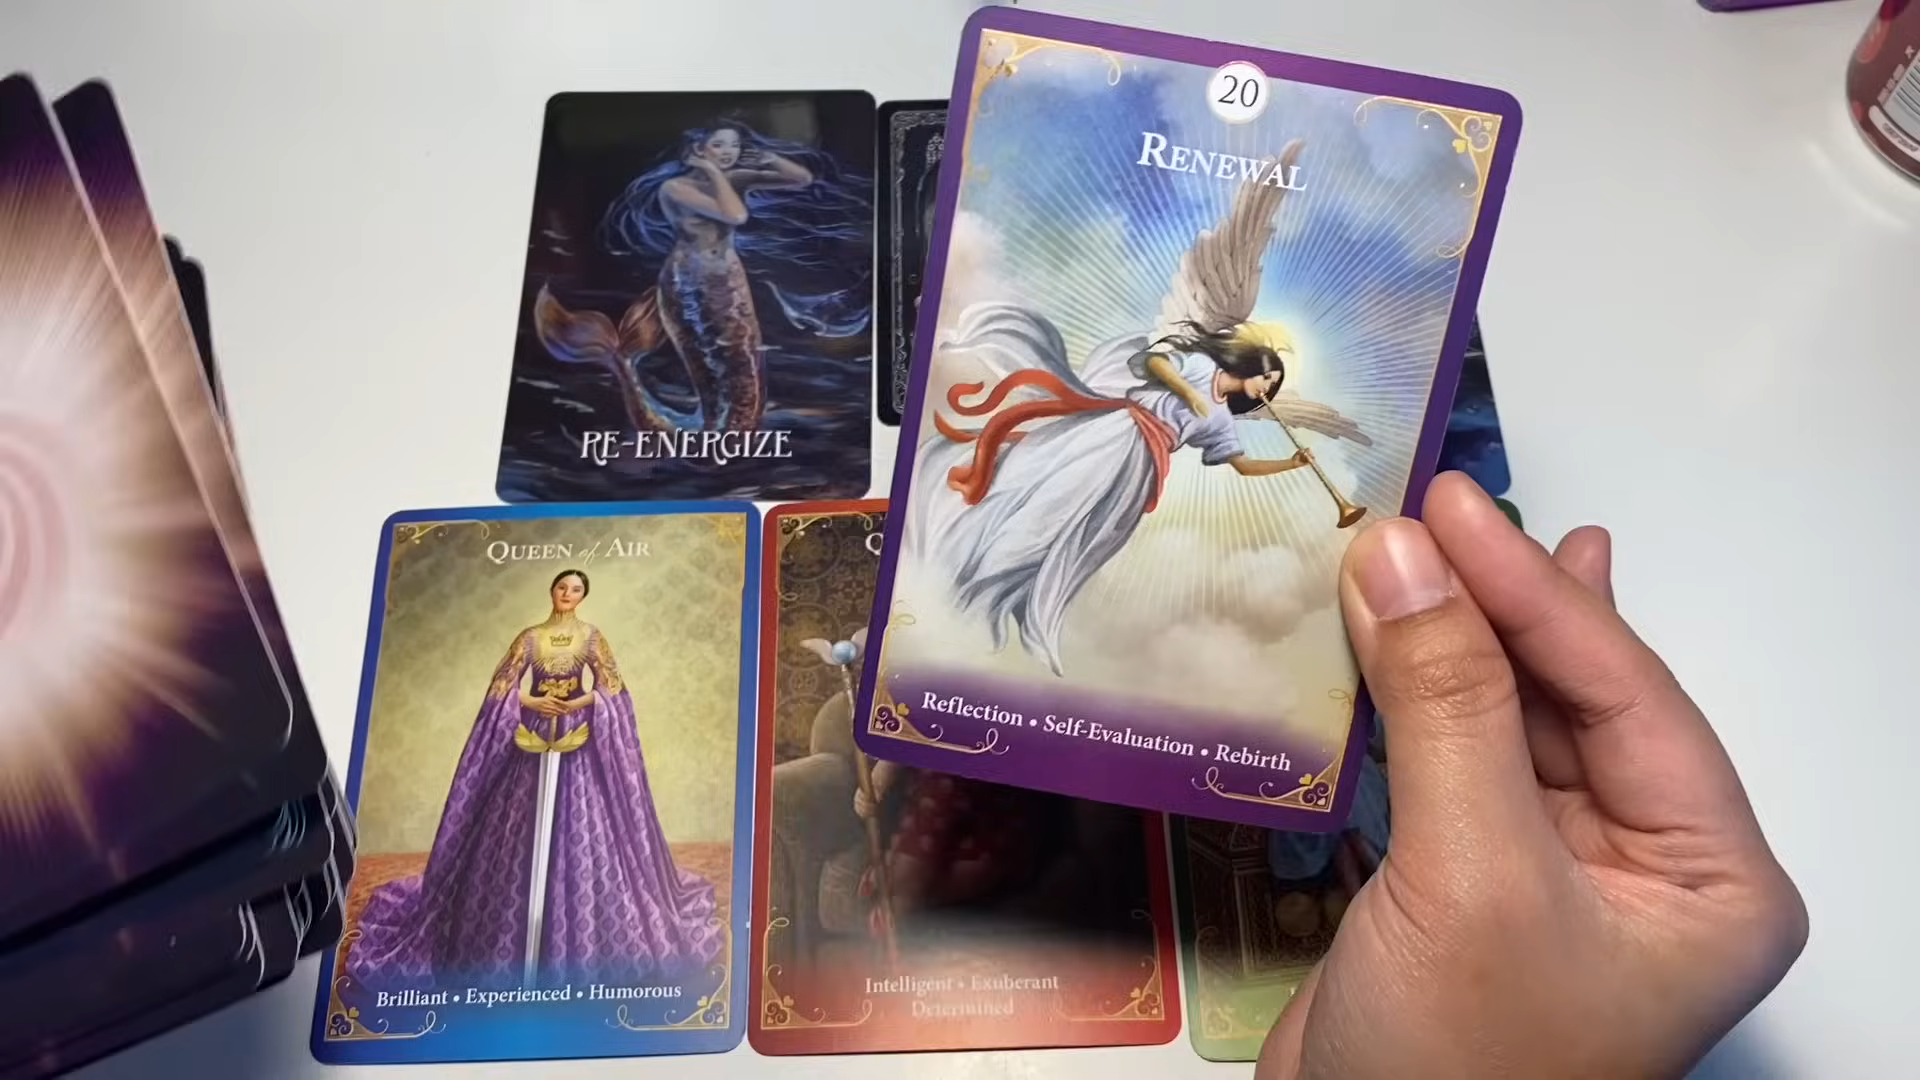 20
RENEWAL
Reflection • Self-Evaluation • Rebirth
RE-ENERGIZE
QUEEN of AIR
Brilliant • Experienced • Humorous
Intelligent • Exuberant
Determined